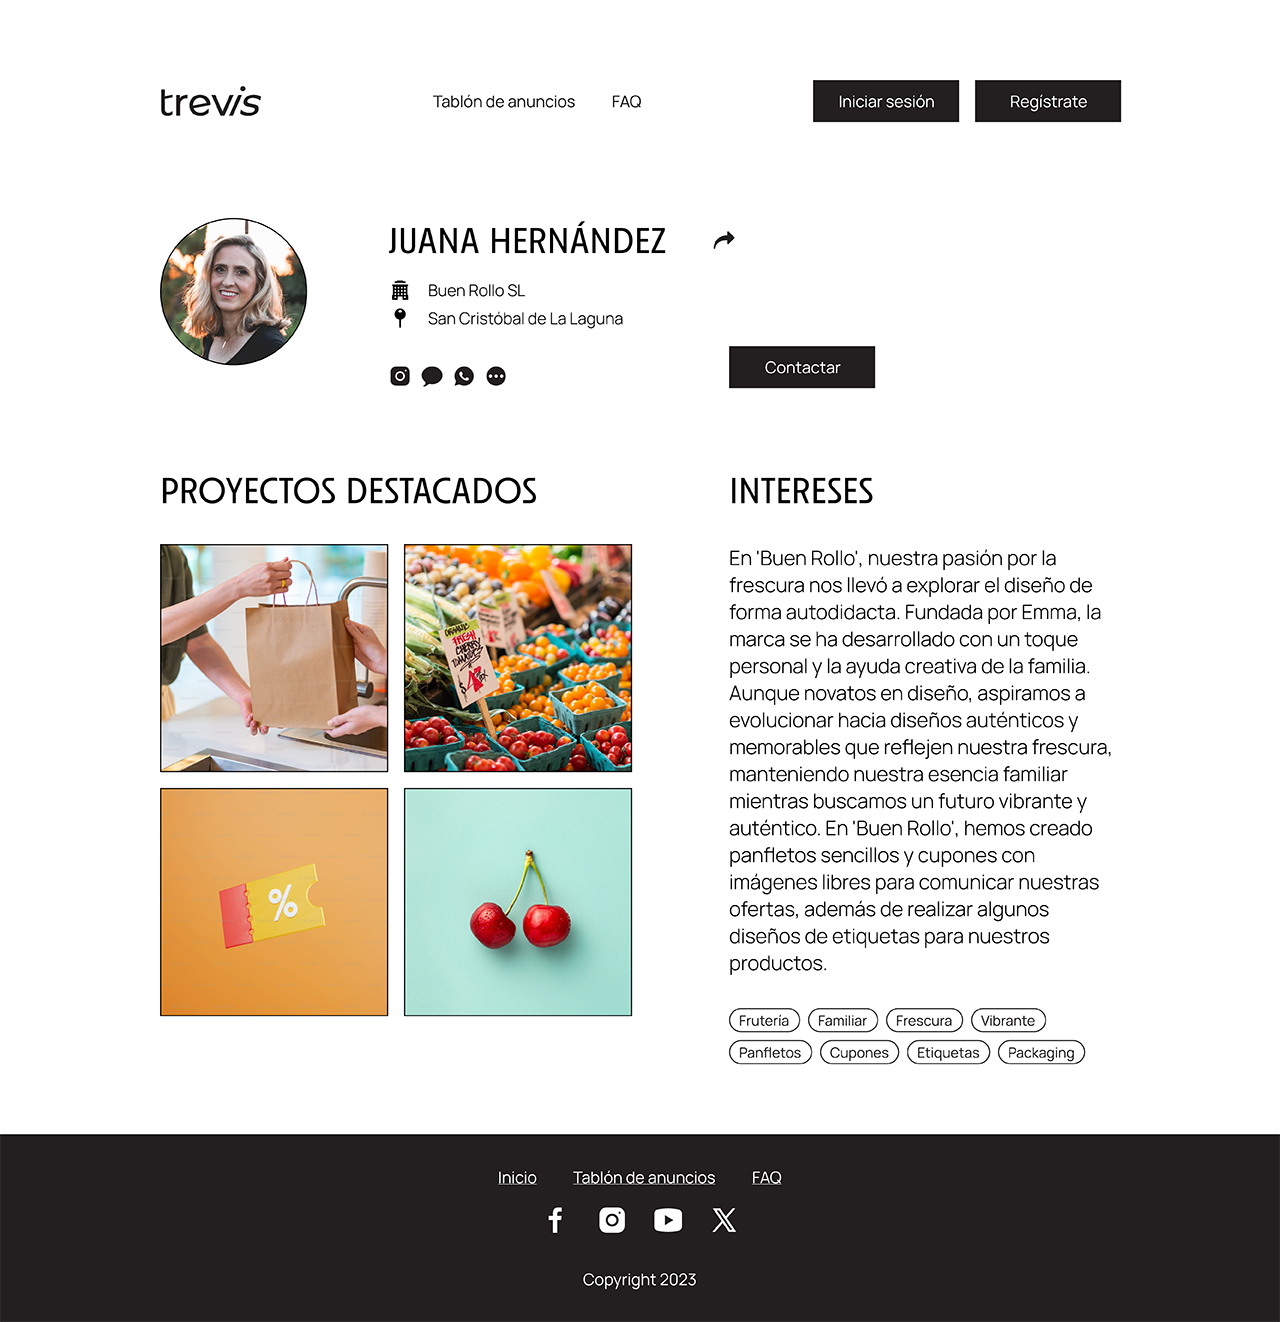 trevis
Tablón de anuncios
FAQ
Iniciar sesión
Regístrate
JUANA HERNÁNDEZ
Buen Rollo SL
San Cristóbal de La Laguna
Contactar
PROYECTOS DESTACADOS
ORGANIC
FRESH
CHERRY
TOMATOES
INTERESES
En 'Buen Rollo', nuestra pasión por la
frescura nos llevó a explorar el diseño de
forma autodidacta. Fundada por Emma, la
marca se ha desarrollado con un toque
personal y la ayuda creativa de la familia.
Aunque novatos en diseño, aspiramos a
evolucionar hacia diseños auténticos y
memorables que reflejen nuestra frescura,
manteniendo nuestra esencia familiar
mientras buscamos un futuro vibrante y
auténtico. En 'Buen Rollo', hemos creado
panfletos sencillos y cupones con
imágenes libres para comunicar nuestras
ofertas, además de realizar algunos
diseños de etiquetas para nuestros
productos.
Frutería
Familiar
Frescura
Vibrante
Panfletos
Cupones
Etiquetas
Packaging
%
Inicio
Tablón de anuncios
FAQ
Copyright 2023